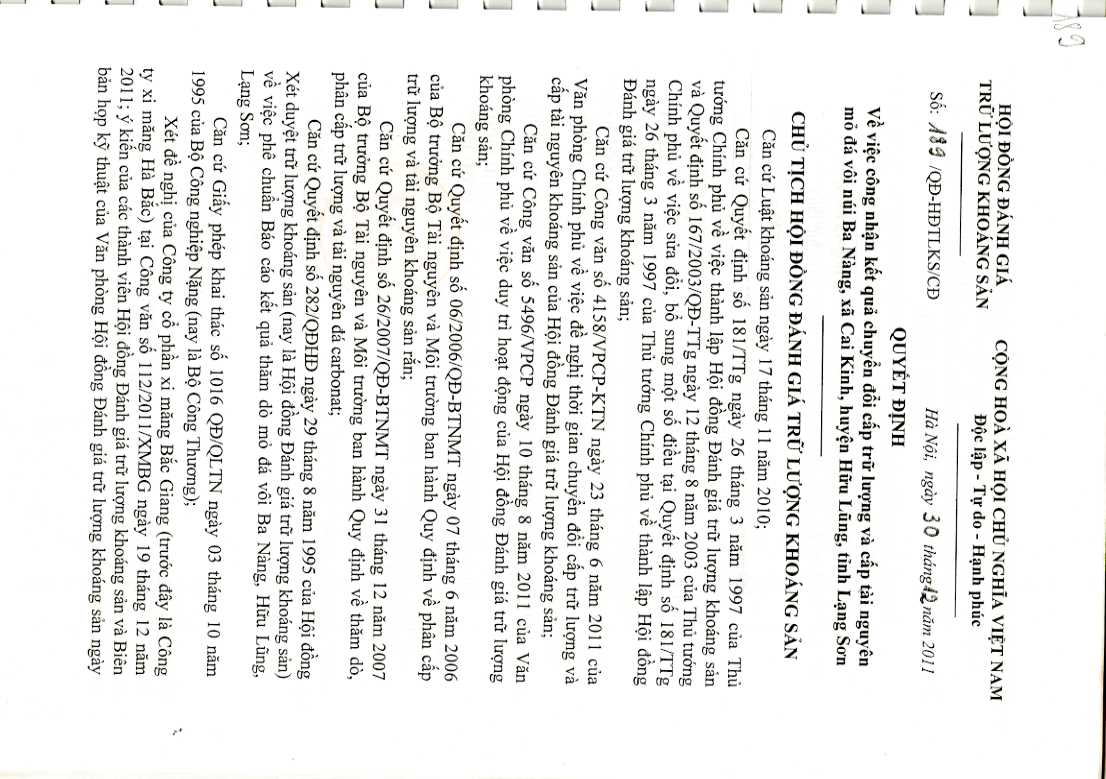 189
HỘI ĐỒNG ĐÁNH GIÁ
TRỮ LƯỢNG KHOÁNG SẢN
CỘNG HOÀ XÃ HỘI CHỦ NGHĨA VIỆT NAM
Độc lập - Tự do - Hạnh phúc
Số: 189 /QĐ-HĐTLKS/CĐ
Hà Nội, ngày 30 tháng 12 năm 2011
QUYẾT ĐỊNH
Về việc công nhận kết quả chuyển đổi cấp trữ lượng và cấp tài nguyên
mỏ đá vôi núi Ba Nàng, xã Cai Kinh, huyện Hữu Lũng, tỉnh Lạng Sơn
CHỦ TỊCH HỘI ĐỒNG ĐÁNH GIÁ TRỮ LƯỢNG KHOÁNG SẢN
Căn cứ Luật khoáng sản ngày 17 tháng 11 năm 2010;
Căn cứ Quyết định số 181/TTg ngày 26 tháng 3 năm 1997 của Thủ
tướng Chính phủ về việc thành lập Hội đồng Đánh giá trữ lượng khoáng sản
và Quyết định số 167/2003/QĐ-TTg ngày 12 tháng 8 năm 2003 của Thủ tướng
Chính phủ về việc sửa đổi, bổ sung một số điều tại Quyết định số 181/TTg
ngày 26 tháng 3 năm 1997 của Thủ tướng Chính phủ về thành lập Hội đồng
Đánh giá trữ lượng khoáng sản;
Căn cứ Công văn số 4158/VPCP-KTN ngày 23 tháng 6 năm 2011 của
Văn phòng Chính phủ về việc đề nghị thời gian chuyển đổi cấp trữ lượng và
cấp tài nguyên khoáng sản của Hội đồng Đánh giá trữ lượng khoáng sản;
Căn cứ Công văn số 5496/VPCP ngày 10 tháng 8 năm 2011 của Văn
phòng Chính phủ về việc duy trì hoạt động của Hội đồng Đánh giá trữ lượng
khoáng sản;
Căn cứ Quyết định số 06/2006/QĐ-BTNMT ngày 07 tháng 6 năm 2006
của Bộ trưởng Bộ Tài nguyên và Môi trường ban hành Quy định về phân cấp
trữ lượng và tài nguyên khoáng sản rắn;
Căn cứ Quyết định số 26/2007/QĐ-BTNMT ngày 31 tháng 12 năm 2007
của Bộ trưởng Bộ Tài nguyên và Môi trường ban hành Quy định về thăm dò,
phân cấp trữ lượng và tài nguyên đá carbonat;
Căn cứ Quyết định số 282/QĐHĐ ngày 29 tháng 8 năm 1995 của Hội đồng
Xét duyệt trữ lượng khoáng sản (nay là Hội đồng Đánh giá trữ lượng khoáng sản)
về việc phê chuẩn Báo cáo kết quả thăm dò mỏ đá vôi Ba Nàng, Hữu Lũng,
Lạng Sơn;
Căn cứ Giấy phép khai thác số 1016 QĐ/QLTN ngày 03 tháng 10 năm
1995 của Bộ Công nghiệp Nặng (nay là Bộ Công Thương);
Xét đề nghị của Công ty cổ phần xi măng Bắc Giang (trước đây là Công
ty xi măng Hà Bắc) tại Công văn số 112/2011/XMBG ngày 19 tháng 12 năm
2011; ý kiến của các thành viên Hội đồng Đánh giá trữ lượng khoáng sản và Biên
bản họp kỹ thuật của Văn phòng Hội đồng Đánh giá trữ lượng khoáng sản ngày